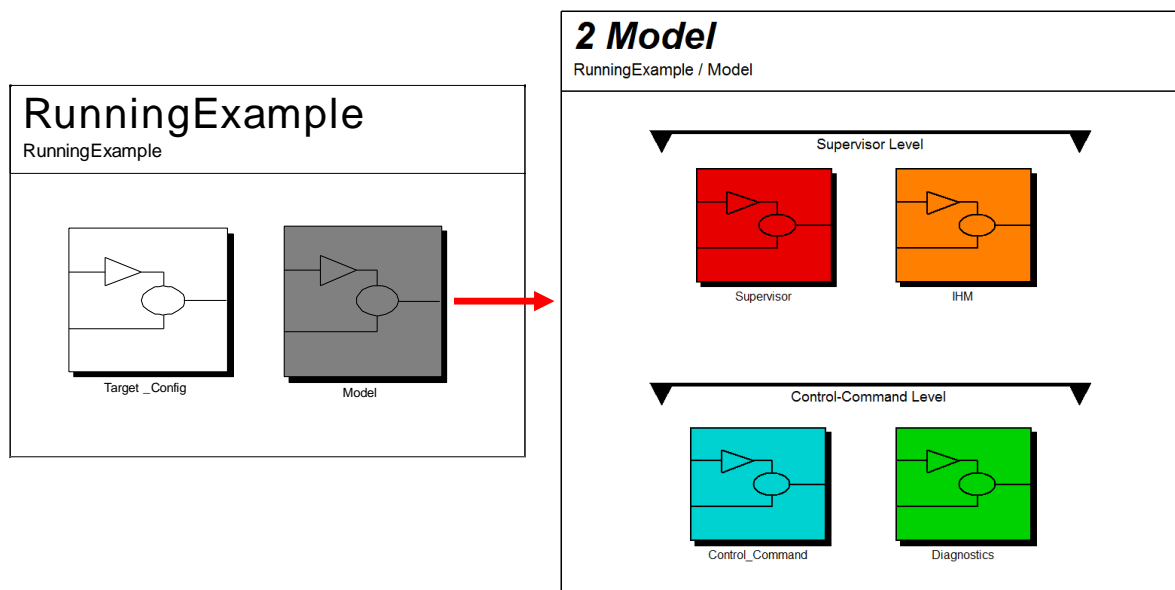 RunningExample
RunningExample
Target _Config
Model
2 Model
RunningExample / Model
Supervisor Level
Supervisor
IHM
Control-Command Level
Control_Command
Diagnostics